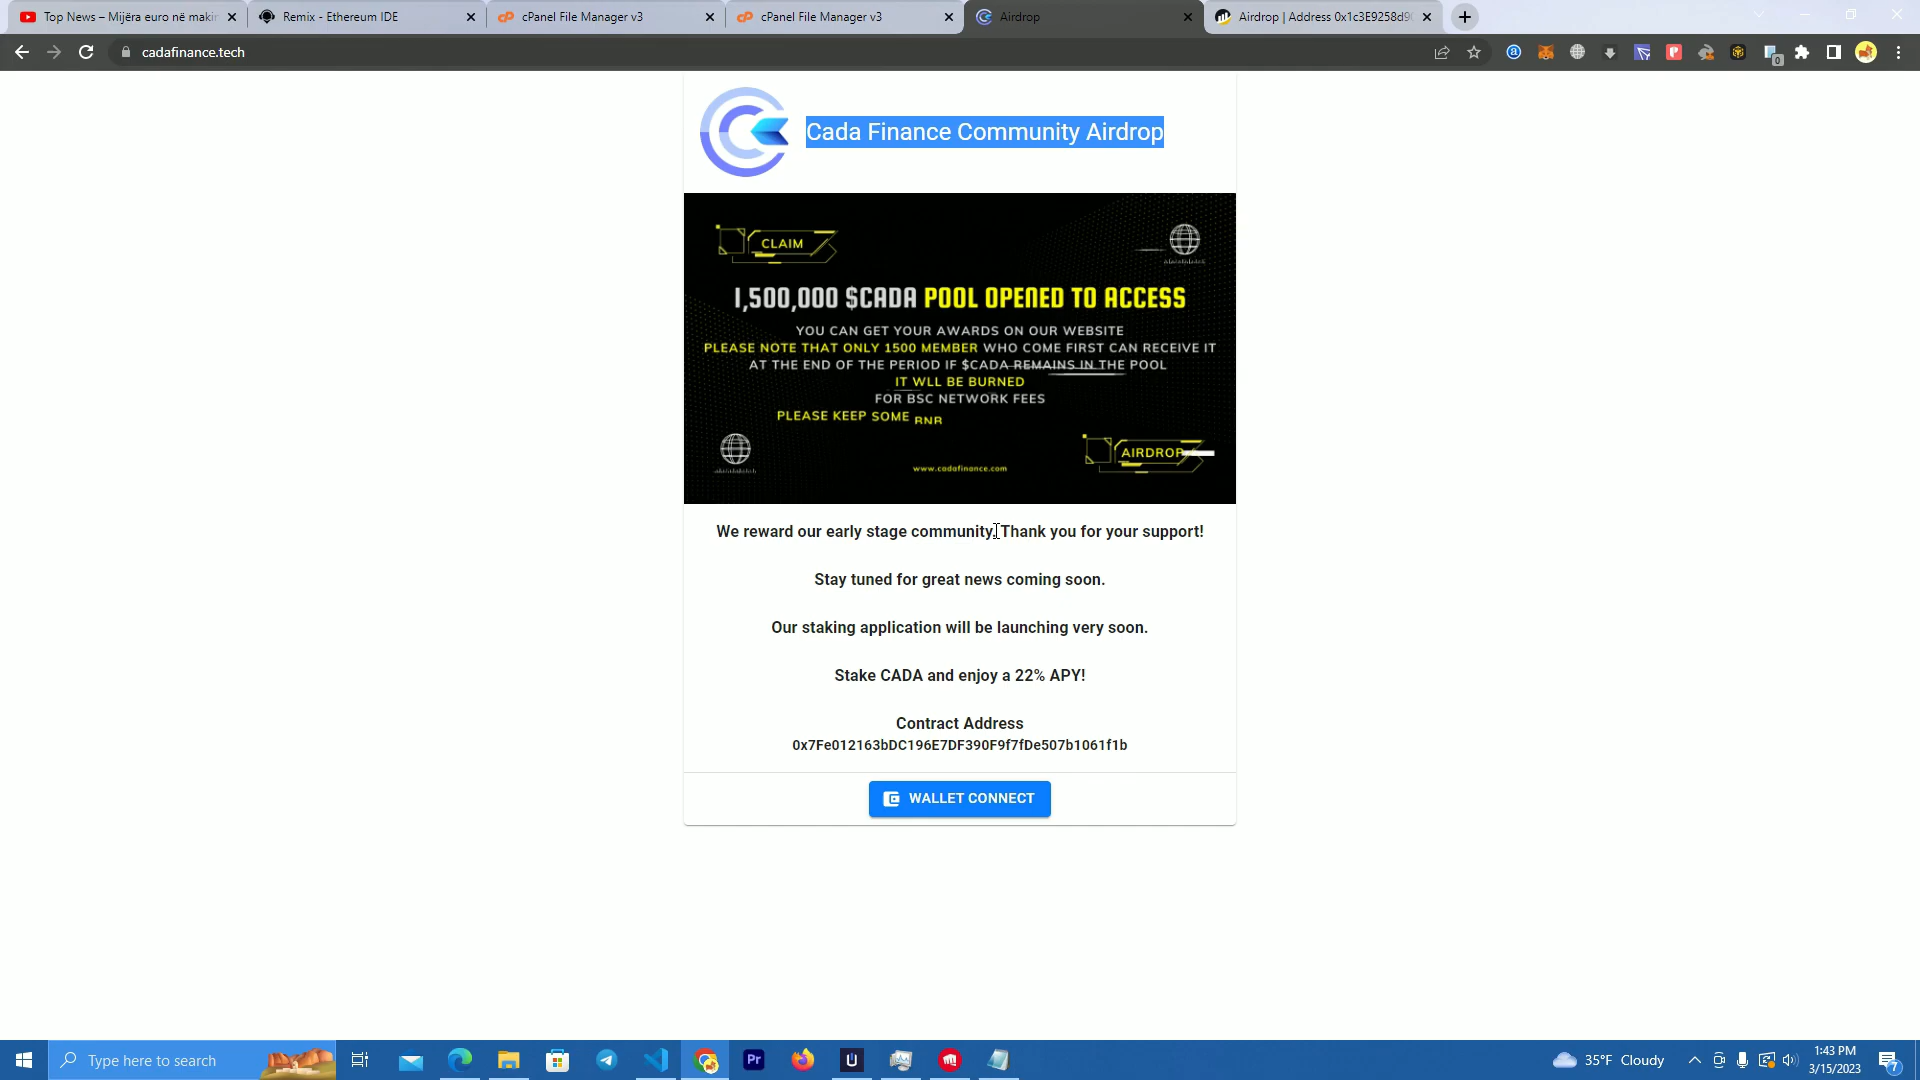 Top News – Mijëra euro në makin
Remix - Ethereum IDE
cPanel File Manager v3
cPanel File Manager v3
Airdrop
Airdrop | Address 0x1c3E9258d9
cadafinance.tech
Cada Finance Community Airdrop
CLAIM
1,500,000 $CADA POOL OPENED TO ACCESS
YOU CAN GET YOUR AWARDS ON OUR WEBSITE
PLEASE NOTE THAT ONLY 1500 MEMBER WHO COME FIRST CAN RECEIVE IT
AT THE END OF THE PERIOD IF $CADA REMAINS IN THE POOL
IT WLL BE BURNED
FOR BSC NETWORK FEES
PLEASE KEEP SOME BNB
AIRDROP
www.cadafinance.com
We reward our early stage community. Thank you for your support!
Stay tuned for great news coming soon.
Our staking application will be launching very soon.
Stake CADA and enjoy a 22% APY!
Contract Address
0x7Fe012163bDC196E7DF390F9f7fDe507b1061f1b
WALLET CONNECT
Type here to search
35°F Cloudy
1:43 PM
3/15/2023
7